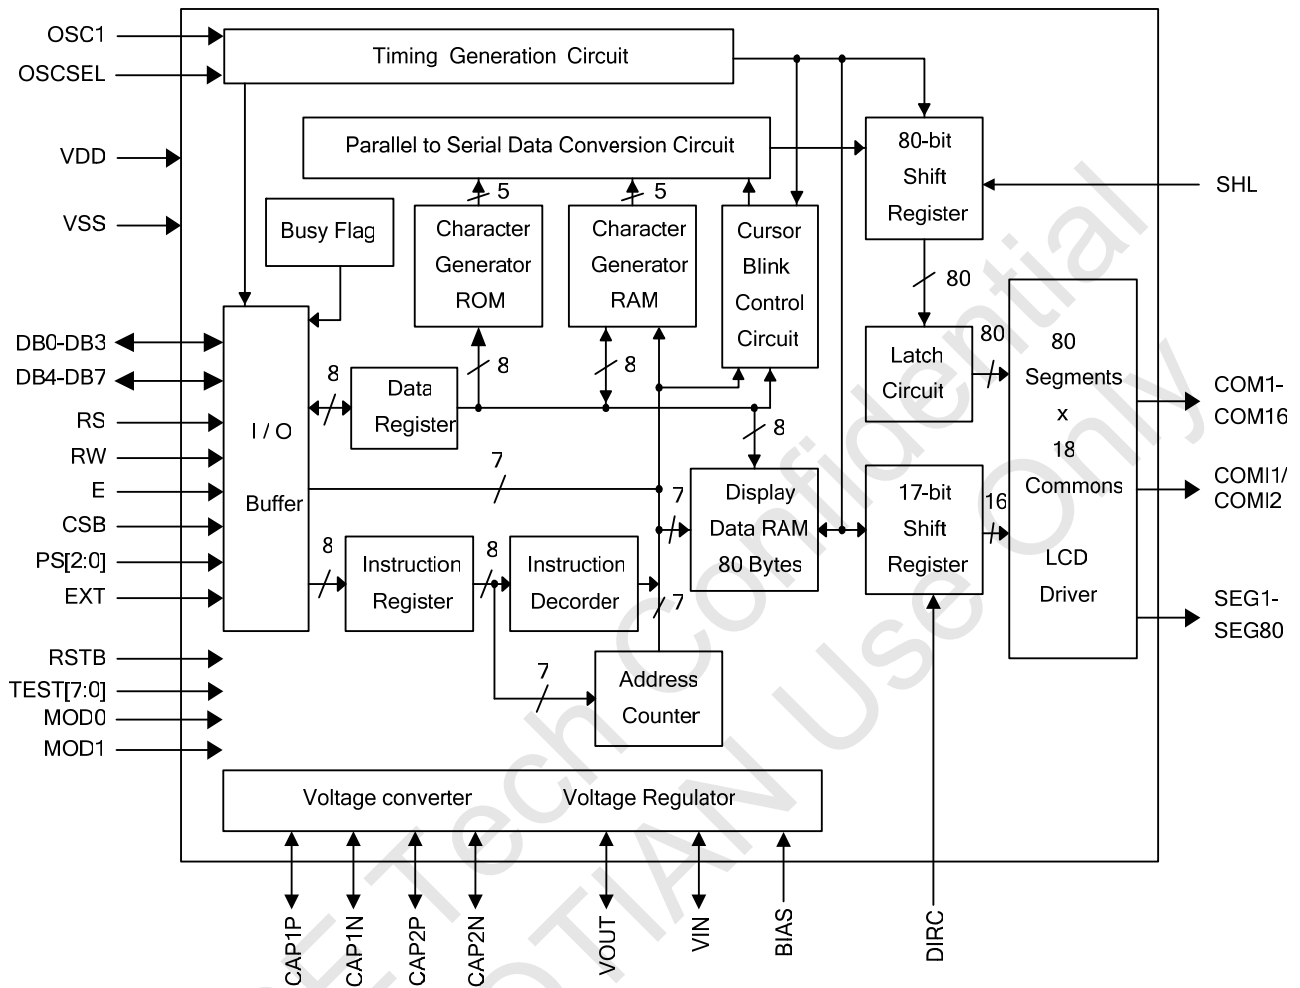 OSC1
OSCSEL
Timing Generation Circuit
VDD
VSS
Parallel to Serial Data Conversion Circuit
80-bit
Shift
Register
SHL
5
5
Busy Flag
Character
Generator
ROM
Character
Generator
RAM
Cursor
Blink
Control
Circuit
80
DB0-DB3
DB4-DB7
RS
RW
E
CSB
PS[2:0]
EXT
RSTB
TEST[7:0]
MOD0
MOD1
I / O
Buffer
8
Data
Register
8
8
8
Latch
Circuit
80
80
Segments
x
18
Commons
LCD
Driver
COM1-
COM16
COMI1/
COMI2
SEG1-
SEG80
7
7
Display
Data RAM
80 Bytes
17-bit
Shift
Register
16
8
Instruction
Register
8
Instruction
Decorder
7
7
Address
Counter
Voltage converter
Voltage Regulator
CAP1P
CAP1N
CAP2P
CAP2N
VOUT
VIN
BIAS
DIRC
Tech Confidential
Use Only